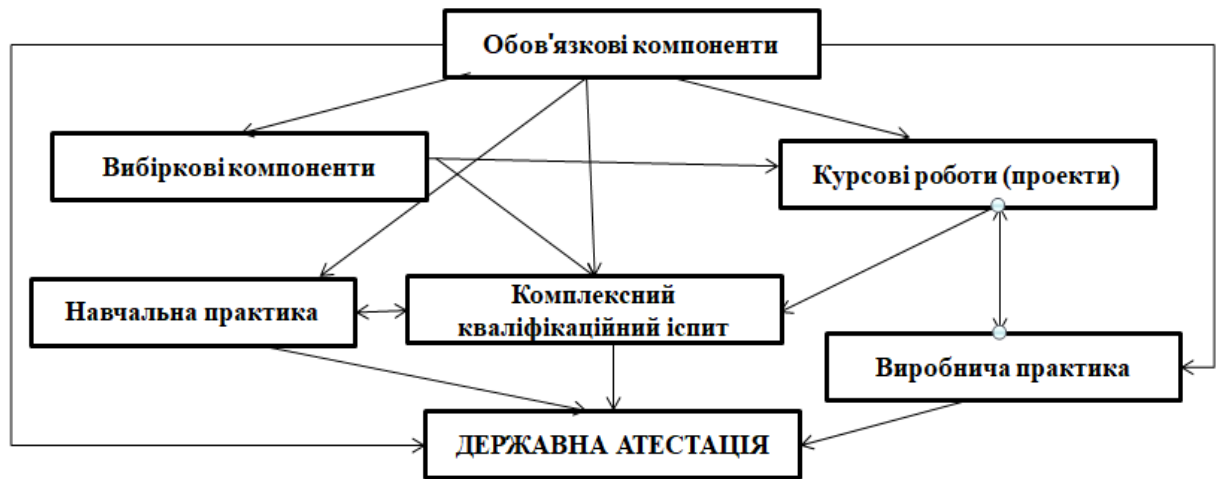 Обов'язкові компоненти
Вибіркові компоненти
Курсові роботи (проекти)
Навчальна практика
Комплексний
кваліфікаційний іспит
Виробнича практика
ДЕРЖАВНА АТЕСТАЦІЯ